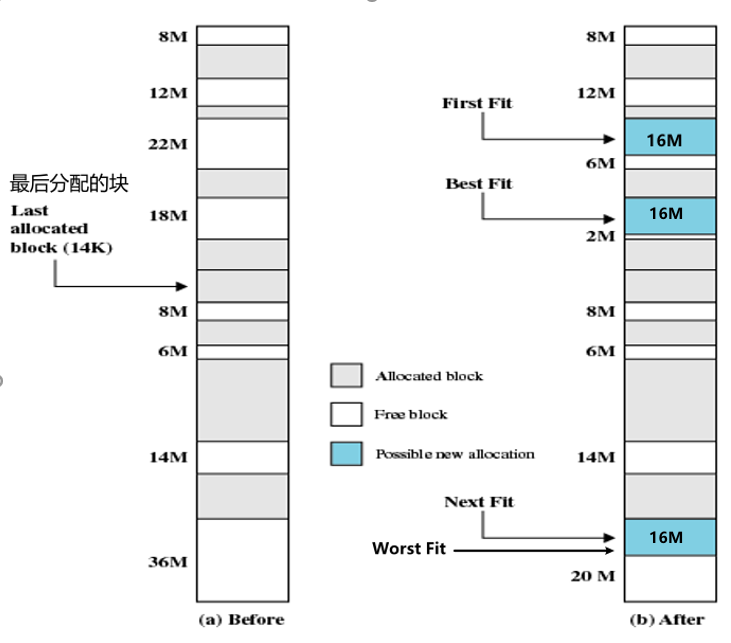 8M
12M
22M
最后分配的块
Last
allocated
block (14K)
18M
8M
6M
14M
36M
(a) Before
Allocated block
Free block
Possible new allocation
8M
12M
First Fit
16M
6M
Best Fit
16M
2M
8M
6M
14M
Next Fit
16M
Worst Fit
20 M
(b) After